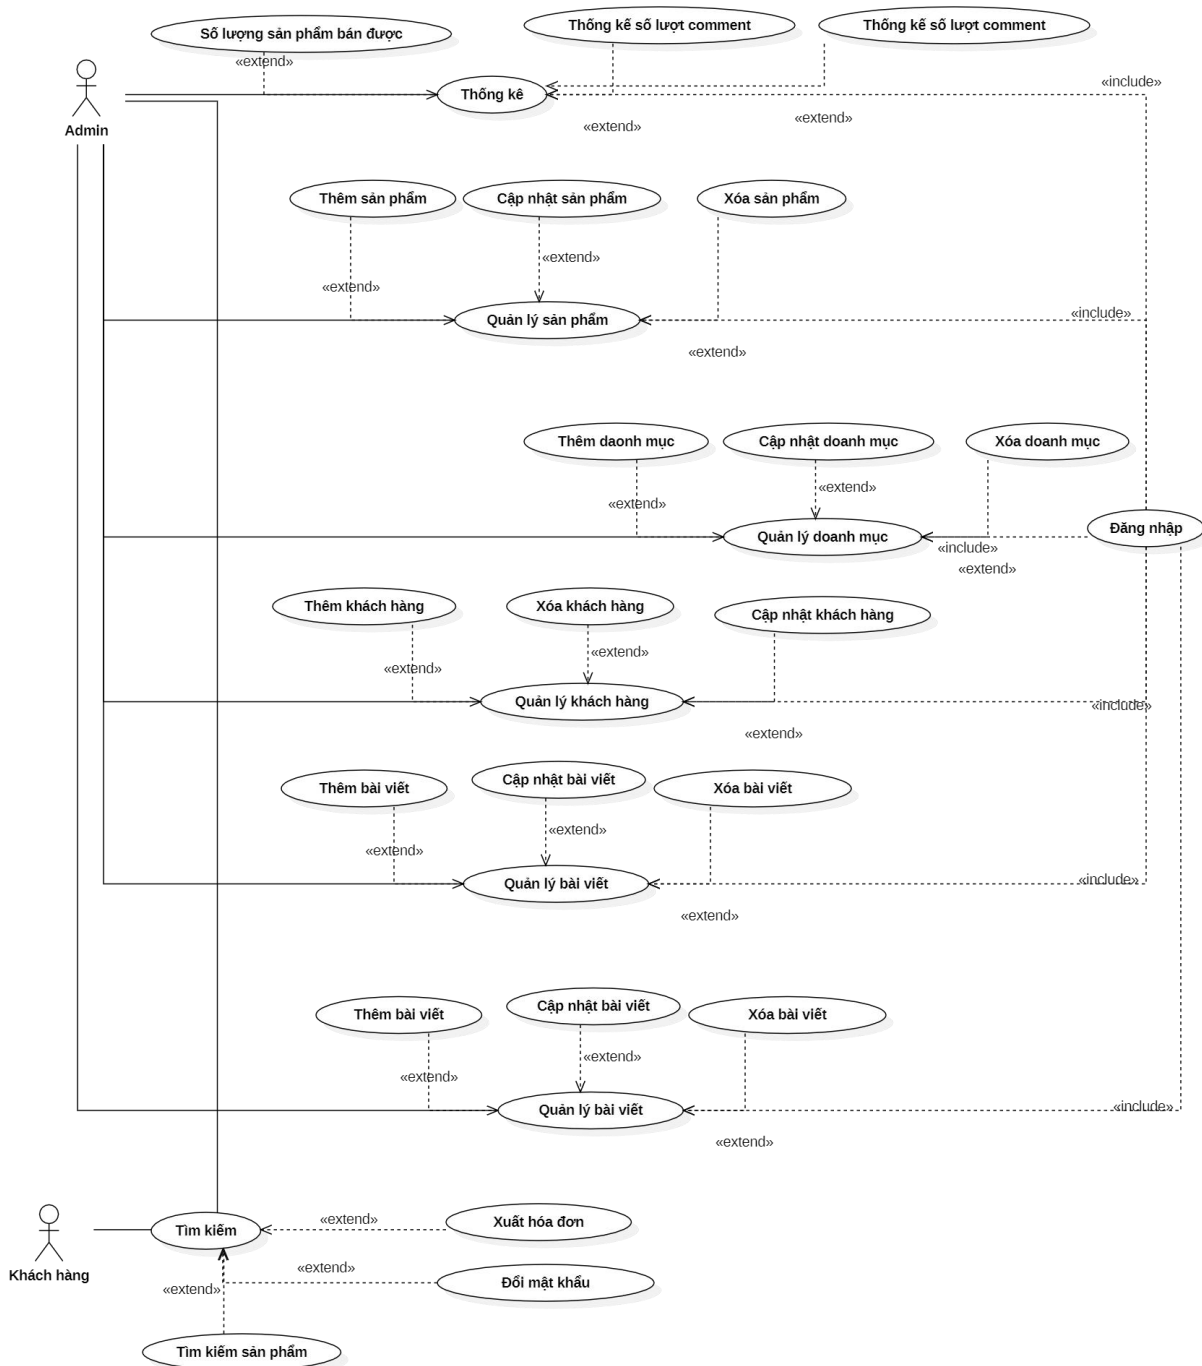 Số lượng sản phẩm bán được
Thống kế số lượt comment
Thống kế số lượt comment
«extend»
«include»
Thống kê
Admin
«extend»
«extend»
Thêm sản phẩm
Cập nhật sản phẩm
Xóa sản phẩm
«extend»
«extend»
Quản lý sản phẩm
«include»
«extend»
Thêm daonh mục
Cập nhật doanh mục
Xóa doanh mục
«extend»
«extend»
Quản lý doanh mục
Đăng nhập
«include»
«extend»
Thêm khách hàng
Xóa khách hàng
Cập nhật khách hàng
«extend»
«extend»
Quản lý khách hàng
«include»
«extend»
Thêm bài viết
Cập nhật bài viết
Xóa bài viết
«extend»
«extend»
Quản lý bài viết
«include»
«extend»
Thêm bài viết
Cập nhật bài viết
Xóa bài viết
«extend»
«extend»
Quản lý bài viết
«include»
«extend»
Khách hàng
Tìm kiếm
«extend»
Xuất hóa đơn
«extend»
Đổi mật khẩu
«extend»
Tìm kiếm sản phẩm